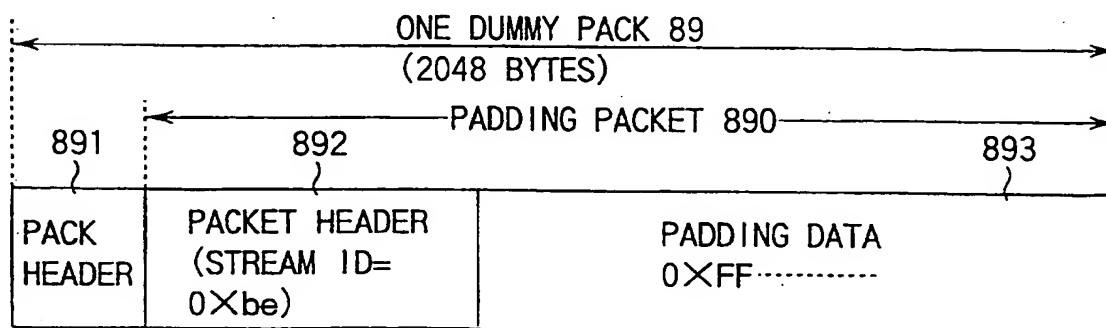 ONE DUMMY PACK 89
(2048 BYTES)
PADDING PACKET 890
891 892 893
PACK HEADER
PACKET HEADER
(STREAM ID=
0×be)
PADDING DATA
0×FF